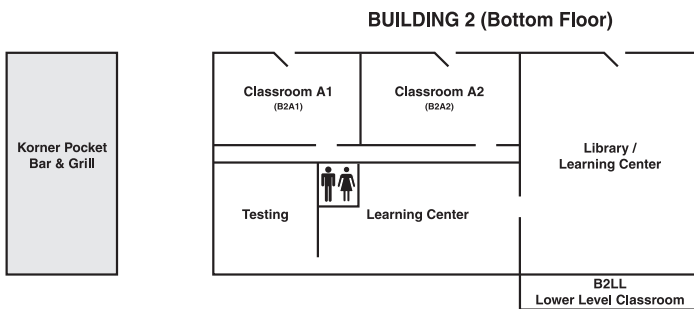 BUILDING 2 (Bottom Floor)
Korner Pocket
Bar & Grill
Classroom A1
(B2A1)
Classroom A2
(B2A2)
Library /
Learning Center
Testing
Learning Center
B2LL
Lower Level Classroom